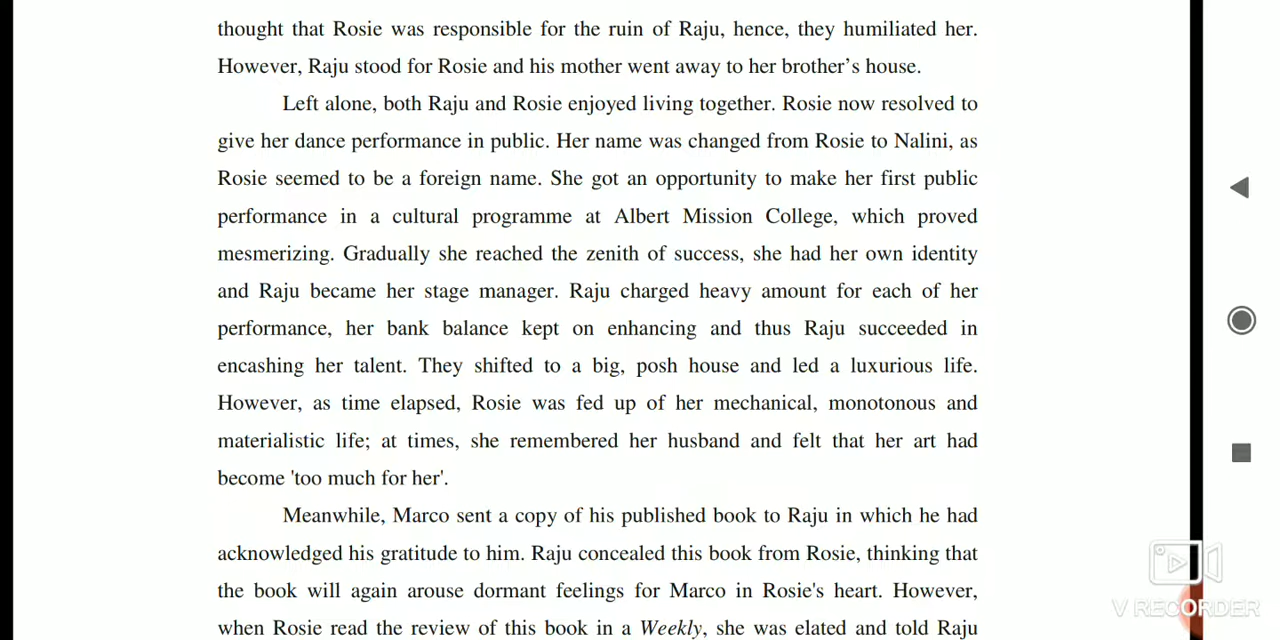 thought that Rosie was responsible for the ruin of Raju, hence, they humiliated her.
However, Raju stood for Rosie and his mother went away to her brother’s house.
Left alone, both Raju and Rosie enjoyed living together. Rosie now resolved to
give her dance performance in public. Her name was changed from Rosie to Nalini, as
Rosie seemed to be a foreign name. She got an opportunity to make her first public
performance in a cultural programme at Albert Mission College, which proved
mesmerizing. Gradually she reached the zenith of success, she had her own identity
and Raju became her stage manager. Raju charged heavy amount for each of her
performance, her bank balance kept on enhancing and thus Raju succeeded in
encashing her talent. They shifted to a big, posh house and led a luxurious life.
However, as time elapsed, Rosie was fed up of her mechanical, monotonous and
materialistic life; at times, she remembered her husband and felt that her art had
become 'too much for her'.
Meanwhile, Marco sent a copy of his published book to Raju in which he had
acknowledged his gratitude to him. Raju concealed this book from Rosie, thinking that
the book will again arouse dormant feelings for Marco in Rosie's heart. However,
when Rosie read the review of this book in a Weekly, she was elated and told Raju
V RECORDER